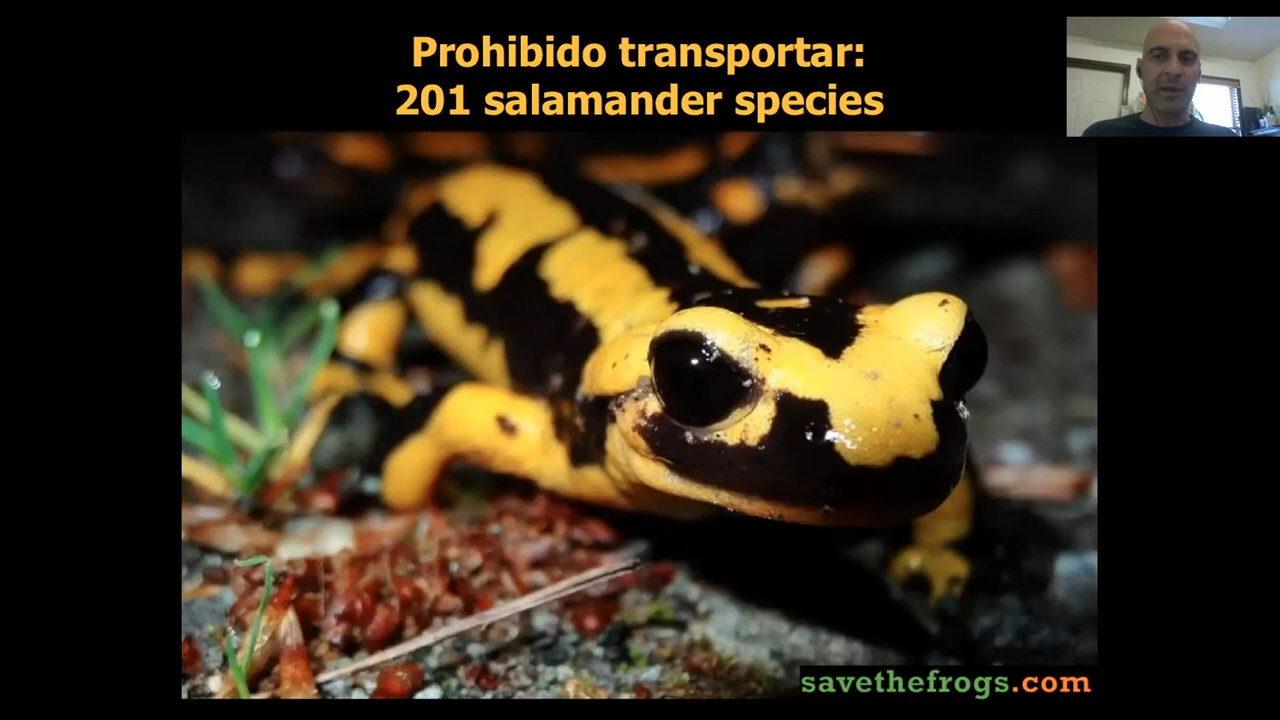 Prohibido transportar:
201 salamander species
savethefrogs.com